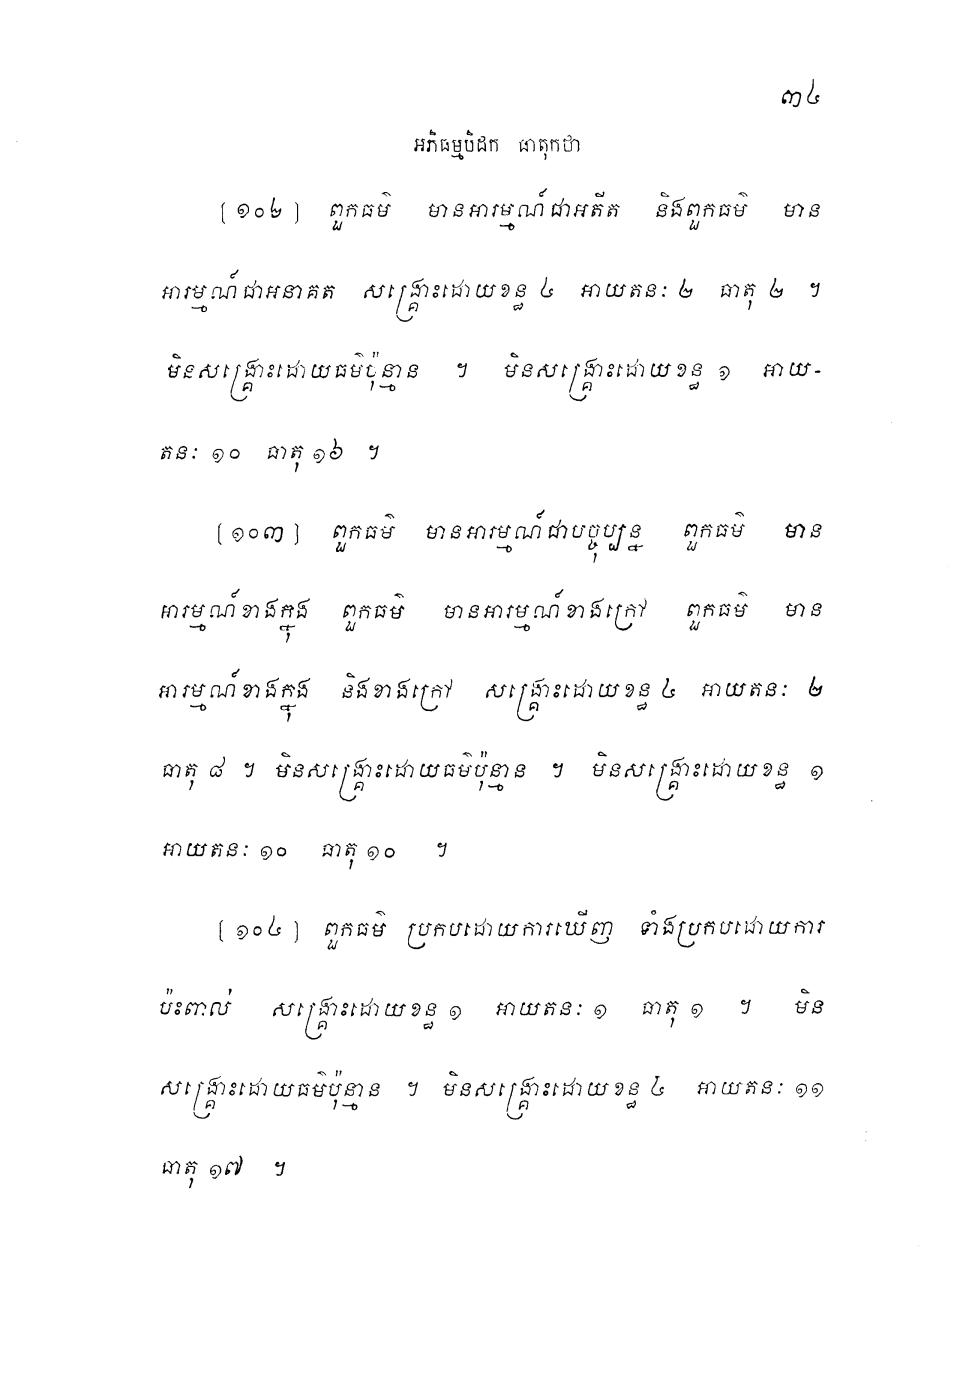 ៣៤
អភិធម្មបិដក ធាតុកថា
[១០២] ពួកធម៌ មានអារម្មណ៍ជាអតីត និងពួកធម៌ មាន
អារម្មណ៍ជាអនាគត សង្គ្រោះដោយខន្ធ ៤ អាយតនៈ ២ ធាតុ ២ ។
មិនសង្គ្រោះដោយធម៌ប៉ុន្មាន ។ មិនសង្គ្រោះដោយខន្ធ ១ អាយ-
តនៈ ១០ ធាតុ ១៦ ។
[១០៣] ពួកធម៌ មានអារម្មណ៍ជាបច្ចុប្បន្ន ពួកធម៌ មាន
អារម្មណ៍ខាងក្នុង ពួកធម៌ មានអារម្មណ៍ខាងក្រៅ ពួកធម៌ មាន
អារម្មណ៍ខាងក្នុង និងខាងក្រៅ សង្គ្រោះដោយខន្ធ ៤ អាយតនៈ ២
ធាតុ ៨ ។ មិនសង្គ្រោះដោយធម៌ប៉ុន្មាន ។ មិនសង្គ្រោះដោយខន្ធ ១
អាយតនៈ ១០ ធាតុ ១០ ។
[១០៤] ពួកធម៌ ប្រកបដោយការឃើញ ទាំងប្រកបដោយការ
ប៉ះពាល់ សង្គ្រោះដោយខន្ធ ១ អាយតនៈ ១ ធាតុ ១ ។ មិន
សង្គ្រោះដោយធម៌ប៉ុន្មាន ។ មិនសង្គ្រោះដោយខន្ធ ៤ អាយតនៈ ១១
ធាតុ ១៧ ។